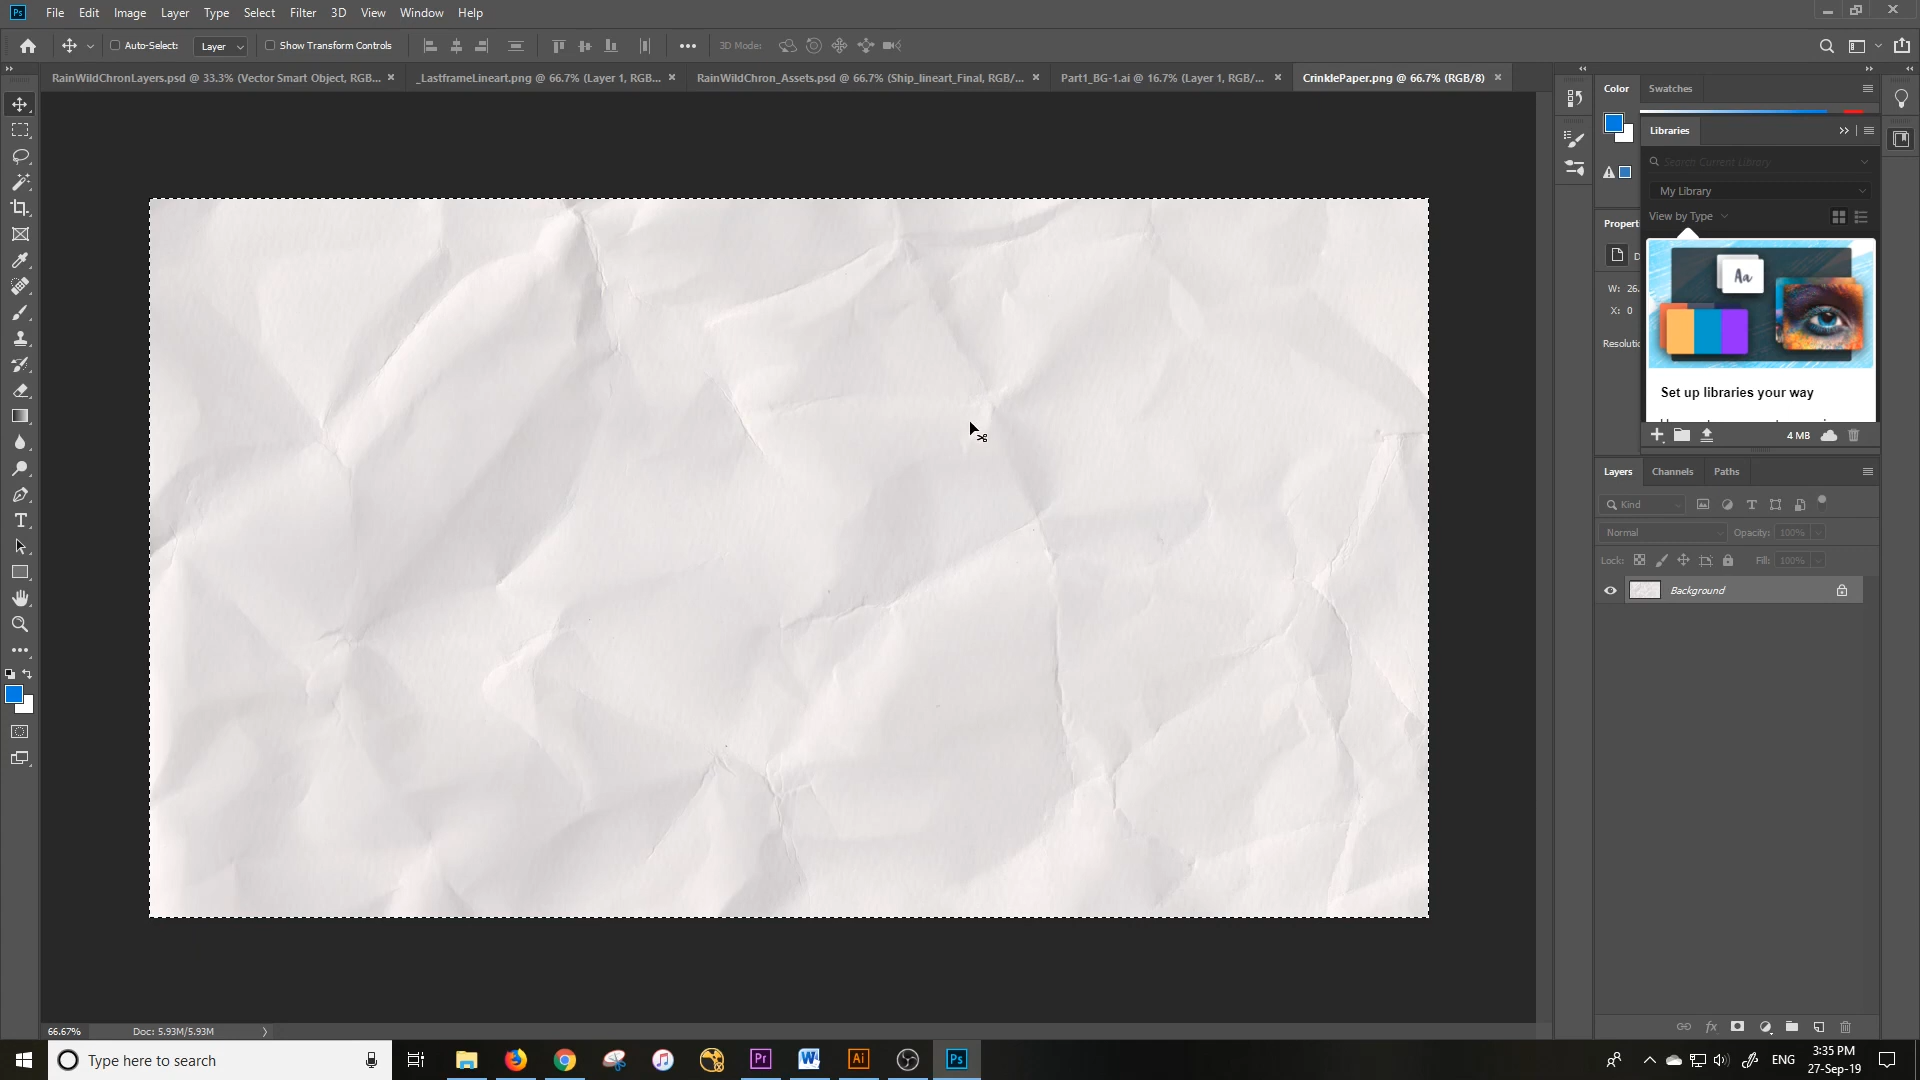 Ps File Edit Image Layer Type Select Filter 3D View Window Help
Auto-Select: Layer Show Transform Controls 3D Mode:
RainWildChronLayers.psd @ 33.3% (Vector Smart Object, RGB... _LastframeLineart.png @ 66.7% (Layer 1, RGB... RainWildChron_Assets.psd @ 66.7% (Ship_lineart_Final, RGB/... Part1_BG-1.ai @ 16.7% (Layer 1, RGB/... CrinklePaper.png @ 66.7% (RGB/8)
Color Swatches
Libraries
Search Current Library
My Library
View by Type
Propert
Aa
W: 26.
X: 0
Resolutio
Set up libraries your way
4 MB
Layers Channels Paths
Kind
Normal Opacity: 100%
Lock: Fill: 100%
Background
66.67% Doc: 5.93M/5.93M
Type here to search
Pr W Ai Ps
ENG 3:35 PM
27-Sep-19